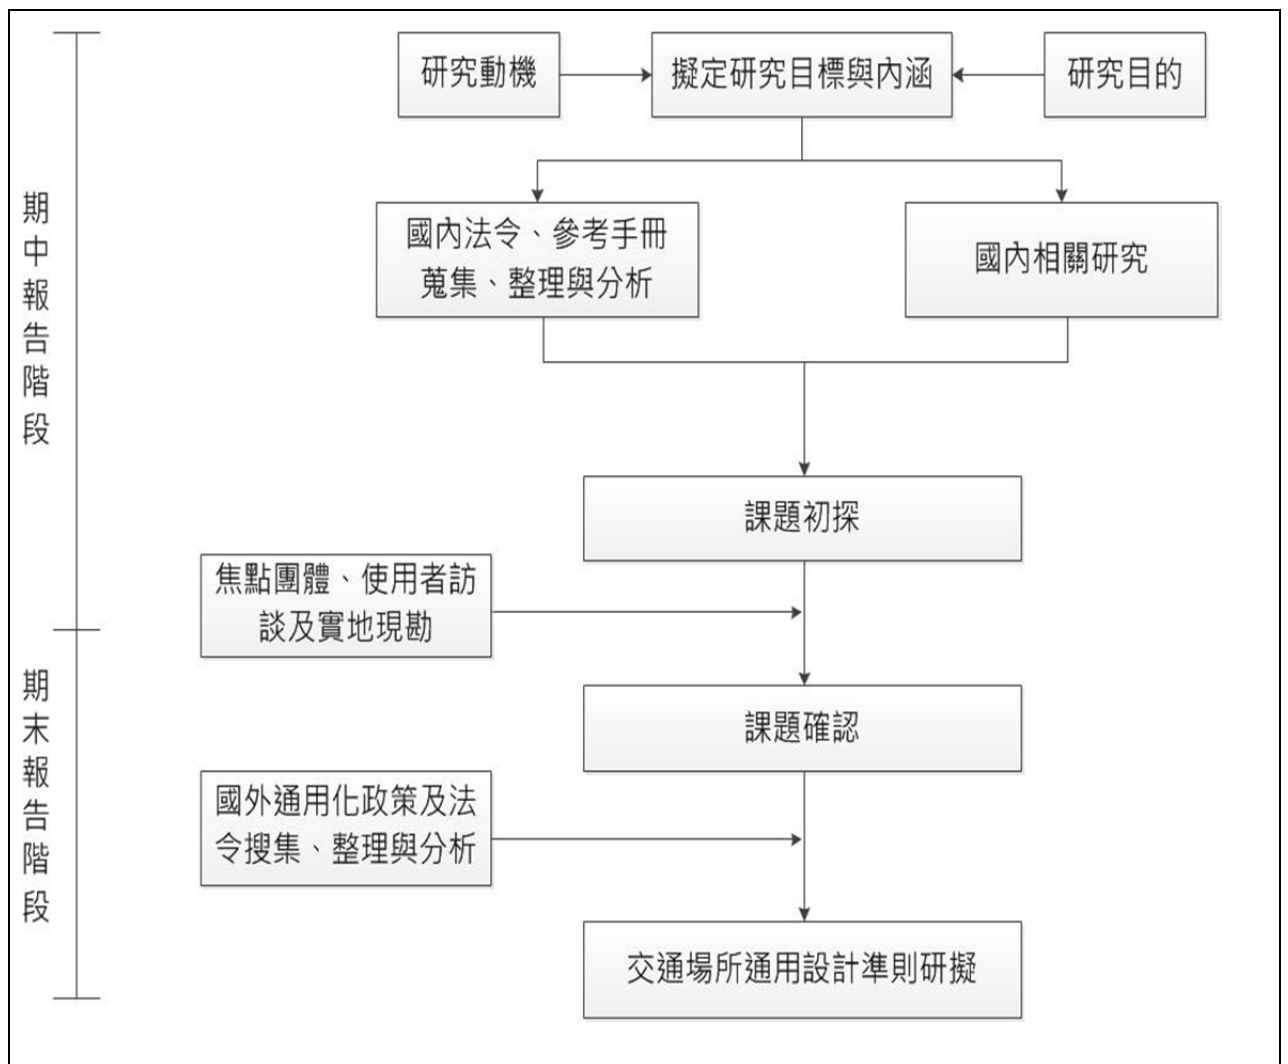 研究動機
擬定研究目標與內涵
研究目的
國內法令、參考手冊
蒐集、整理與分析
國內相關研究
期中報告階段
課題初探
焦點團體、使用者訪
談及實地現勘
課題確認
期末報告階段
國外通用化政策及法
令搜集、整理與分析
交通場所通用設計準則研擬